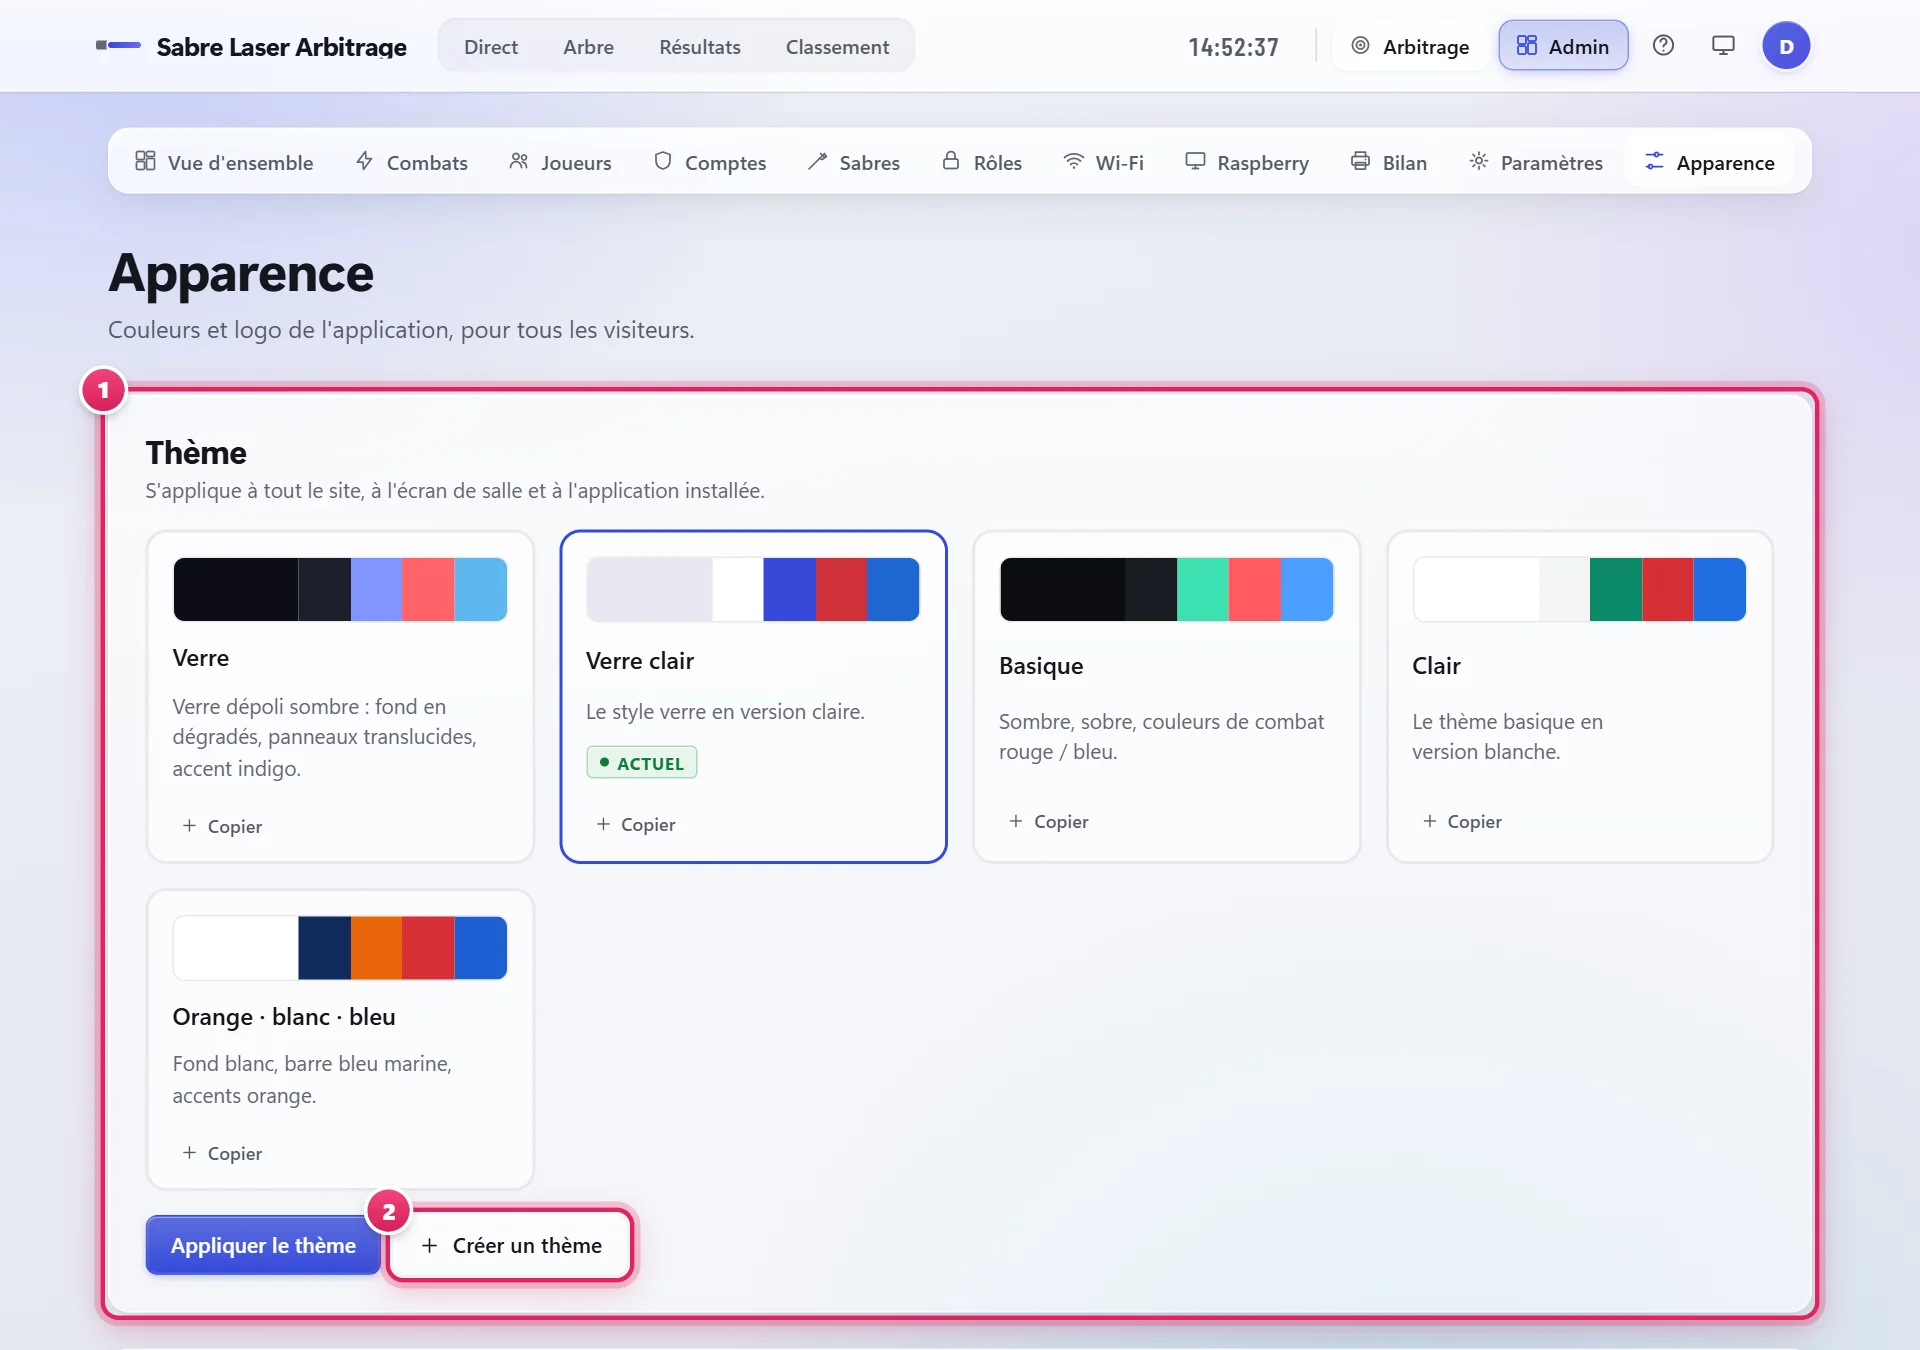 Sabre Laser Arbitrage
Direct
Arbre
Résultats
Classement
14:52:37
Arbitrage
Admin
D
Vue d'ensemble
Combats
Joueurs
Comptes
Sabres
Rôles
Wi-Fi
Raspberry
Bilan
Paramètres
Apparence
Apparence
Couleurs et logo de l'application, pour tous les visiteurs.
1
Thème
S'applique à tout le site, à l'écran de salle et à l'application installée.
Verre
Verre dépoli sombre : fond en
dégradés, panneaux translucides,
accent indigo.
+ Copier
Verre clair
Le style verre en version claire.
ACTUEL
+ Copier
Basique
Sombre, sobre, couleurs de combat
rouge / bleu.
+ Copier
Clair
Le thème basique en
version blanche.
+ Copier
Orange · blanc · bleu
Fond blanc, barre bleu marine,
accents orange.
+ Copier
Appliquer le thème
2
+ Créer un thème